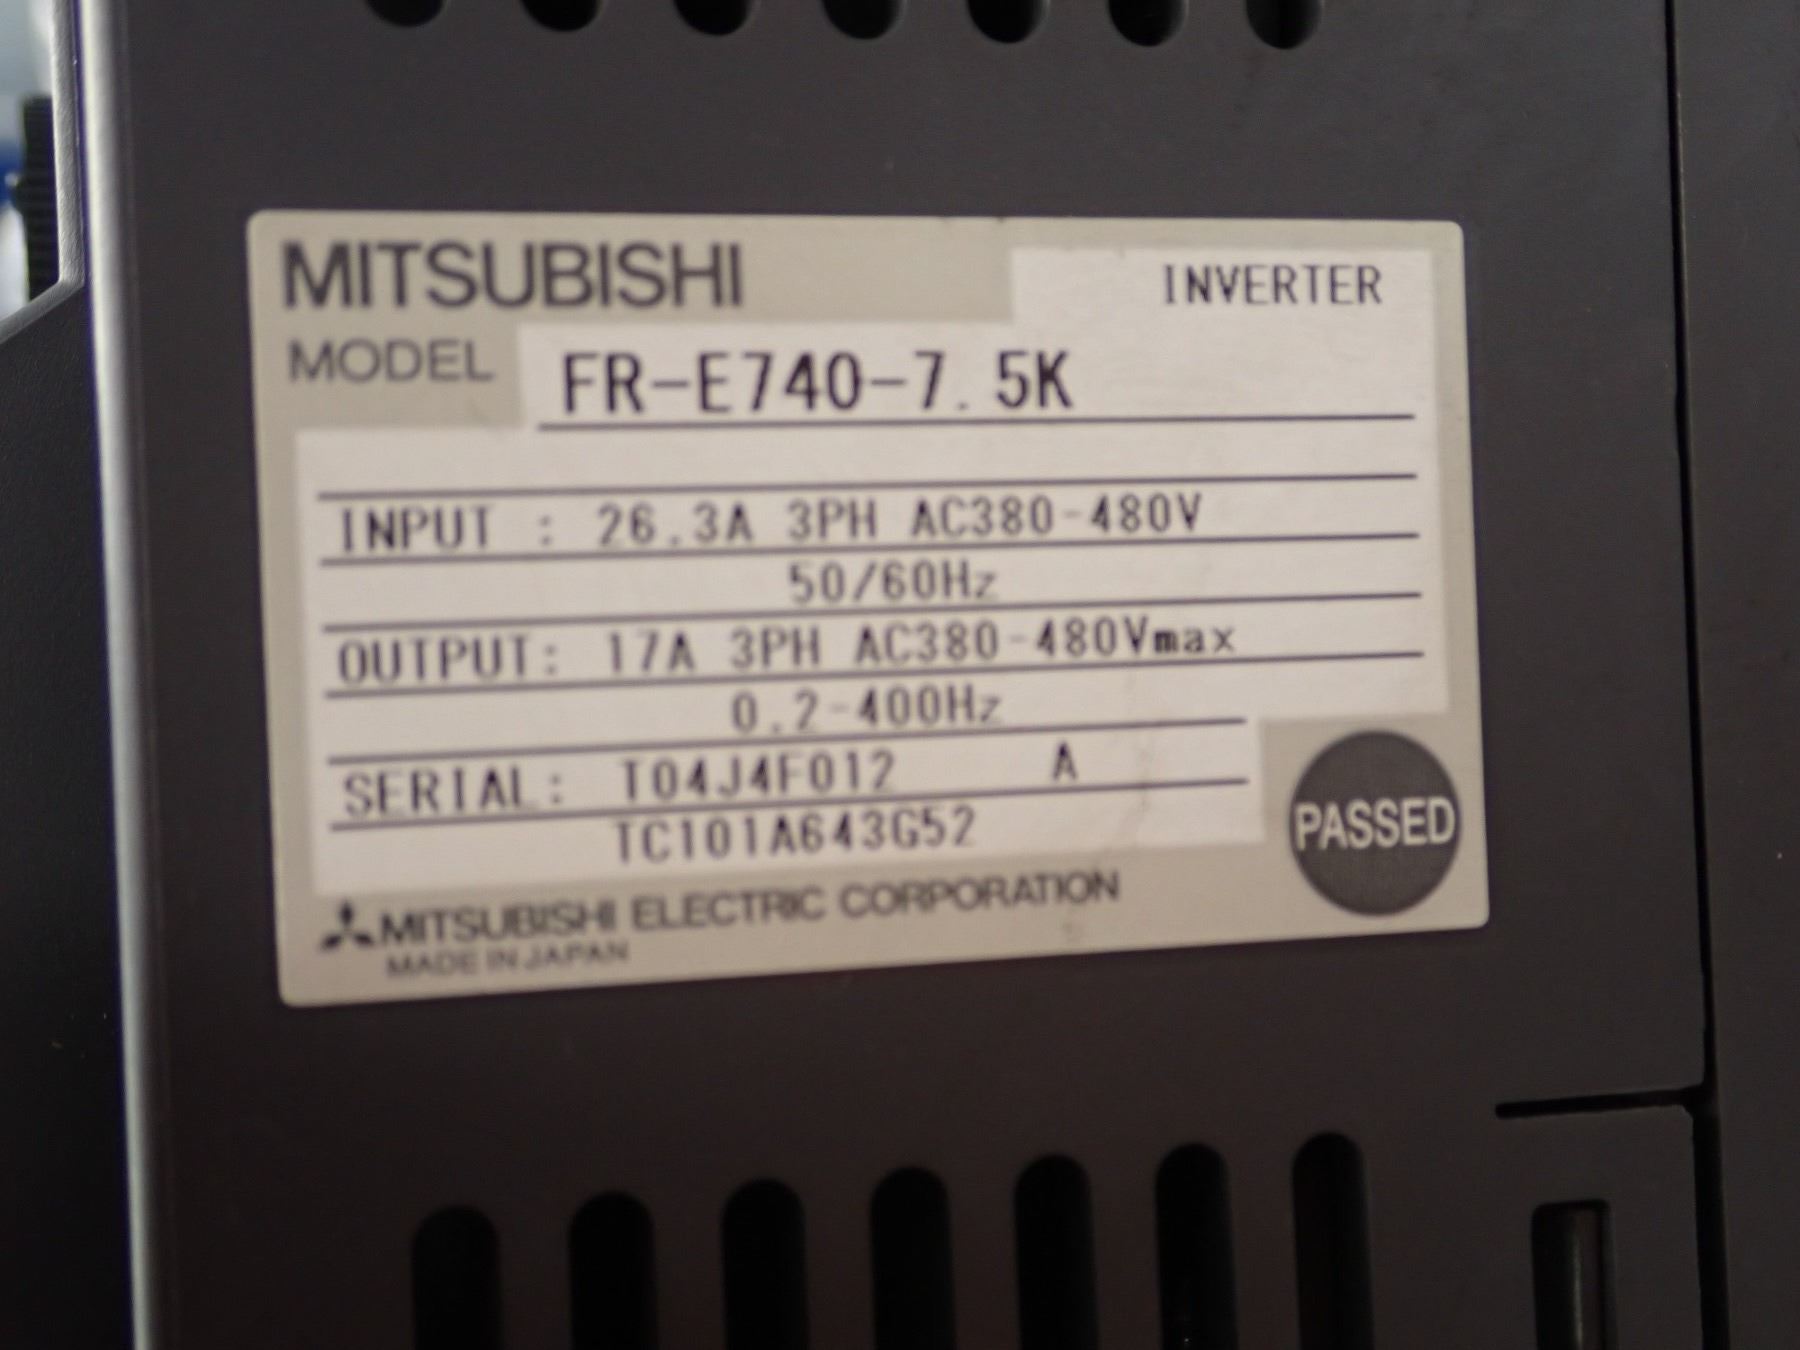 MITSUBISHI
INVERTER
MODEL FR-E740-7.5K
INPUT : 26.3A 3PH AC380-480V
50/60Hz
OUTPUT: 17A 3PH AC380-480Vmax
0.2-400Hz
SERIAL: T04J4F012 A
TC101A643G52
PASSED
MITSUBISHI ELECTRIC CORPORATION
MADE IN JAPAN